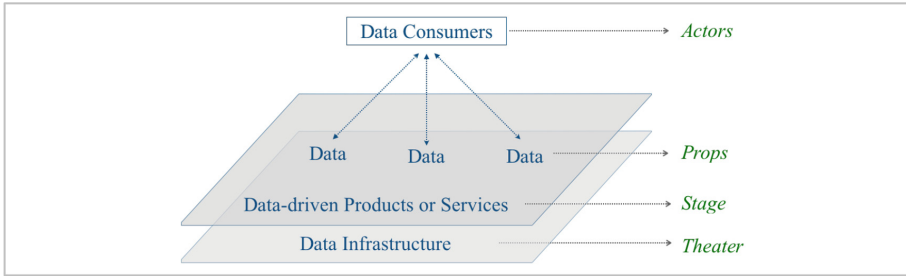 Data Consumers
Actors
Data
Data
Data
Props
Data-driven Products or Services
Stage
Data Infrastructure
Theater